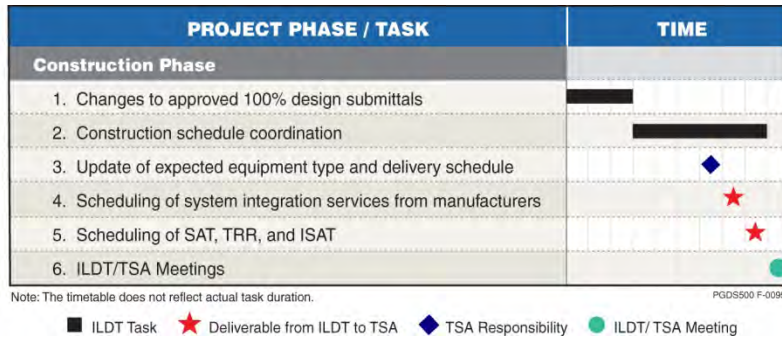 PROJECT PHASE / TASK TIME
Construction Phase
1. Changes to approved 100% design submittals
2. Construction schedule coordination
3. Update of expected equipment type and delivery schedule
4. Scheduling of system integration services from manufacturers
5. Scheduling of SAT, TRR, and ISAT
6. ILDT/TSA Meetings
Note: The timetable does not reflect actual task duration. PGDS500 F-0099
ILDT Task Deliverable from ILDT to TSA TSA Responsibility ILDT/ TSA Meeting